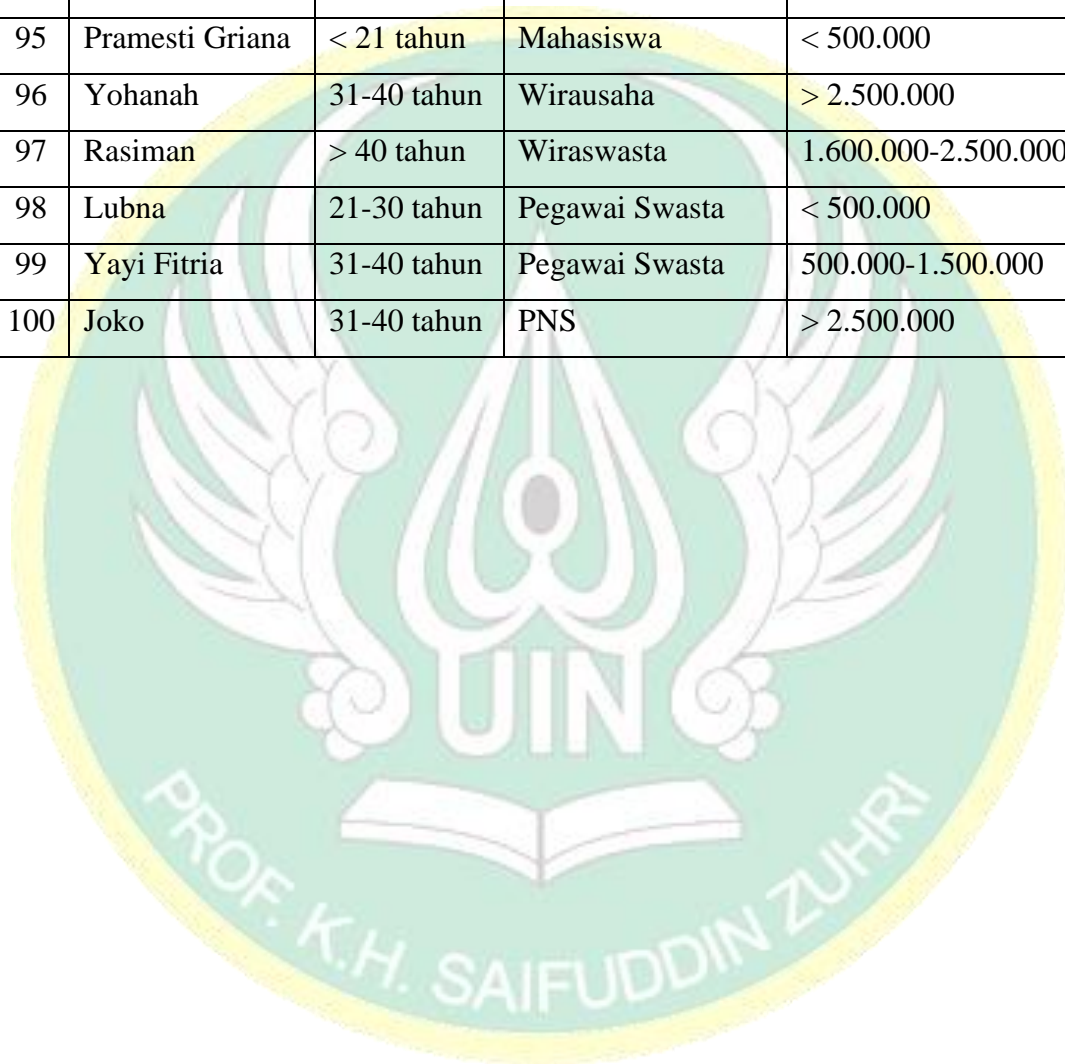 95 Pramesti Griana < 21 tahun Mahasiswa < 500.000
96 Yohanah 31-40 tahun Wirausaha > 2.500.000
97 Rasiman > 40 tahun Wiraswasta 1.600.000-2.500.000
98 Lubna 21-30 tahun Pegawai Swasta < 500.000
99 Yayi Fitria 31-40 tahun Pegawai Swasta 500.000-1.500.000
100 Joko 31-40 tahun PNS > 2.500.000
UIN
PROF. K.H. SAIFUDDIN ZUHRI